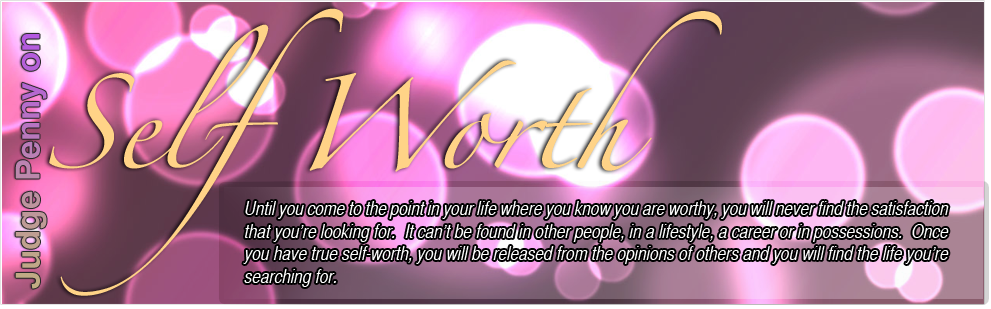 Judge Penny on
Self Worth
Until you come to the point in your life where you know you are worthy, you will never find the satisfaction
that you're looking for.  It can't be found in other people, in a lifestyle, a career or in possessions.  Once
you have true self-worth, you will be released from the opinions of others and you will find the life you're
searching for.